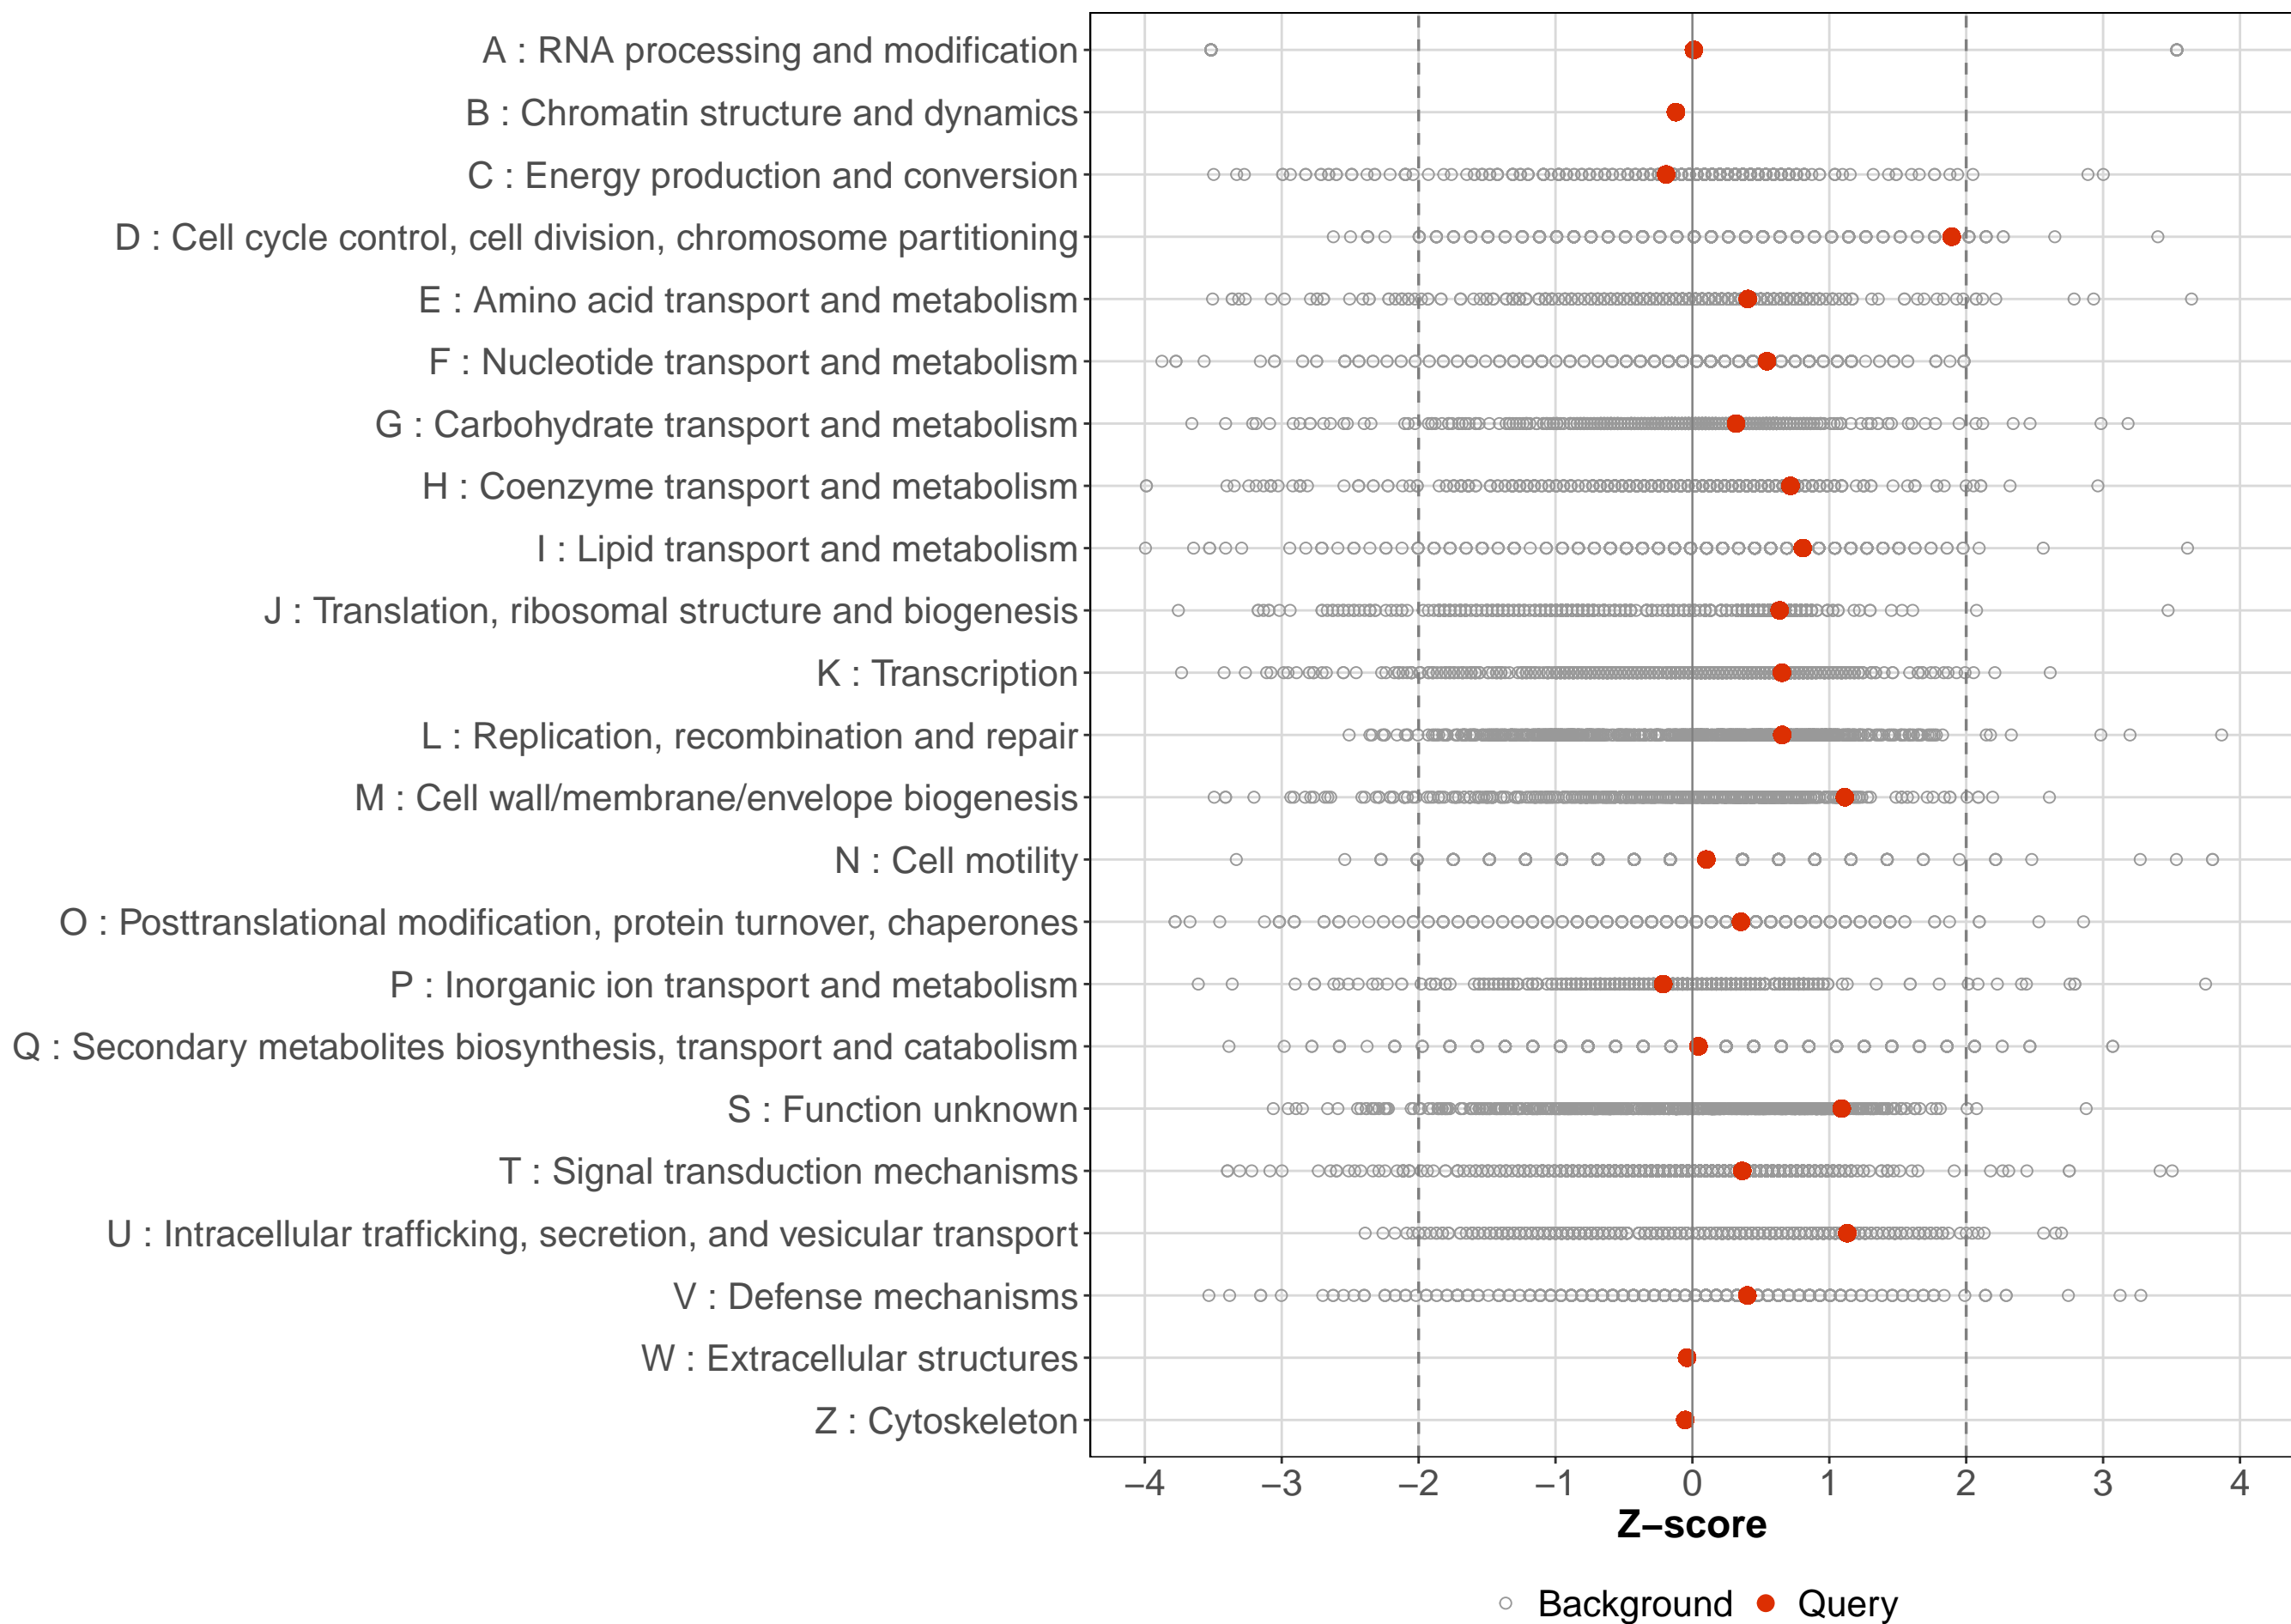 A : RNA processing and modification
B : Chromatin structure and dynamics
C : Energy production and conversion
D : Cell cycle control, cell division, chromosome partitioning
E : Amino acid transport and metabolism
F : Nucleotide transport and metabolism
G : Carbohydrate transport and metabolism
H : Coenzyme transport and metabolism
I : Lipid transport and metabolism
J : Translation, ribosomal structure and biogenesis
K : Transcription
L : Replication, recombination and repair
M : Cell wall/membrane/envelope biogenesis
N : Cell motility
O : Posttranslational modification, protein turnover, chaperones
P : Inorganic ion transport and metabolism
Q : Secondary metabolites biosynthesis, transport and catabolism
S : Function unknown
T : Signal transduction mechanisms
U : Intracellular trafficking, secretion, and vesicular transport
V : Defense mechanisms
W : Extracellular structures
Z : Cytoskeleton
−4 −3 −2 −1 0 1 2 3 4
Z−score
Background Query